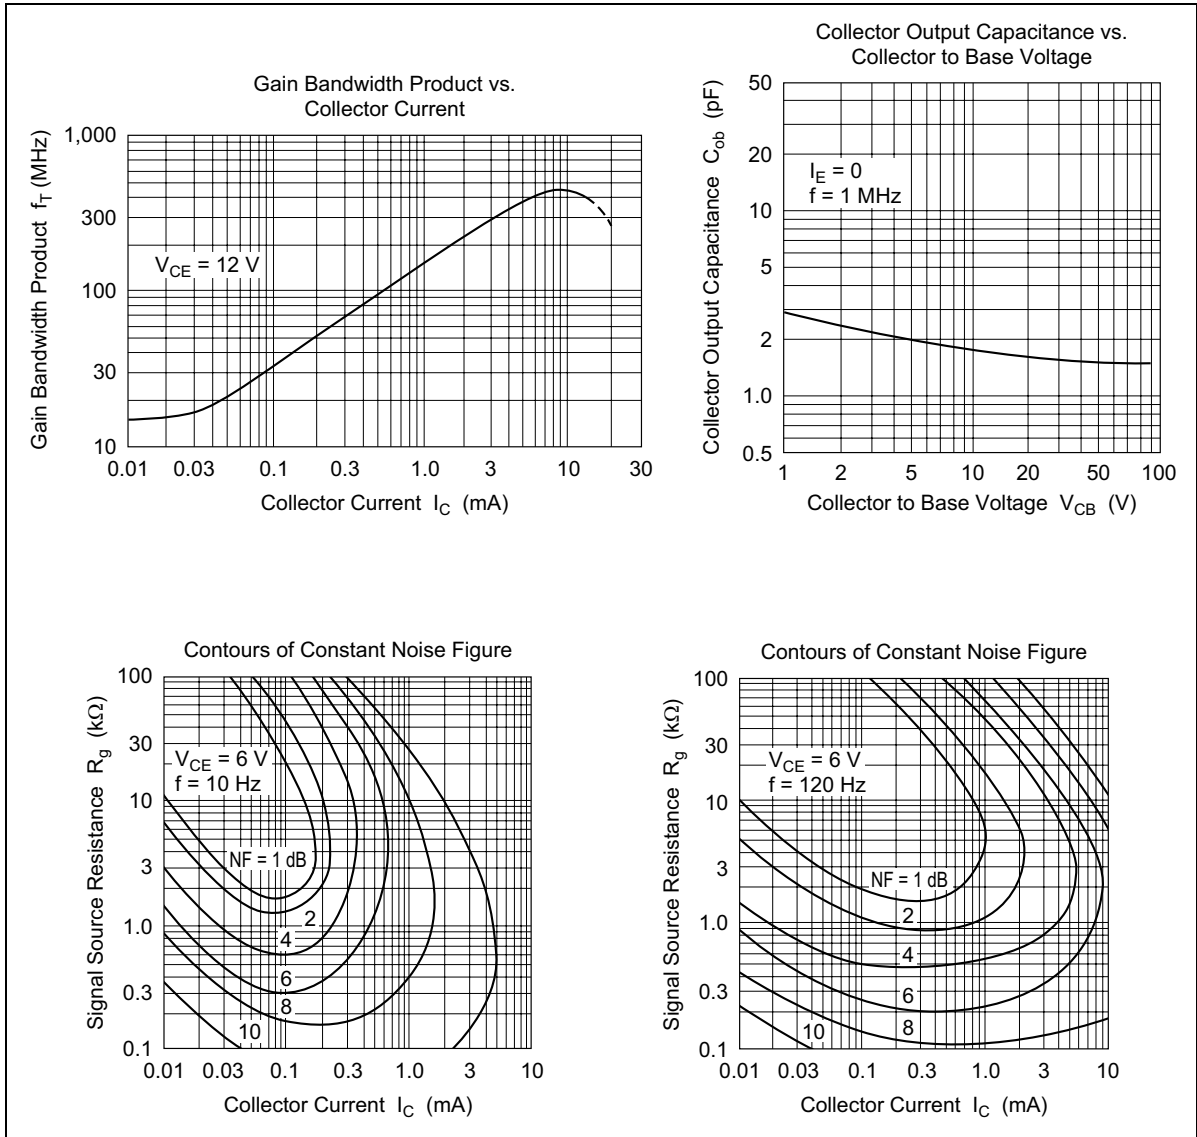 Gain Bandwidth Product vs.
Collector Current
Gain Bandwidth Product f_T (MHz)
1,000
300
100
30
10
V_CE = 12 V
0.01 0.03 0.1 0.3 1.0 3 10 30
Collector Current I_C (mA)
Collector Output Capacitance vs.
Collector to Base Voltage
Collector Output Capacitance C_ob (pF)
50
20
10
5
2
1.0
0.5
I_E = 0
f = 1 MHz
1 2 5 10 20 50 100
Collector to Base Voltage V_CB (V)
Contours of Constant Noise Figure
Signal Source Resistance R_g (kΩ)
100
30
10
3
1.0
0.3
0.1
V_CE = 6 V
f = 10 Hz
NF = 1 dB
2
4
6
8
10
0.01 0.03 0.1 0.3 1.0 3 10
Collector Current I_C (mA)
Contours of Constant Noise Figure
Signal Source Resistance R_g (kΩ)
100
30
10
3
1.0
0.3
0.1
V_CE = 6 V
f = 120 Hz
NF = 1 dB
2
4
6
8
10
0.01 0.03 0.1 0.3 1.0 3 10
Collector Current I_C (mA)